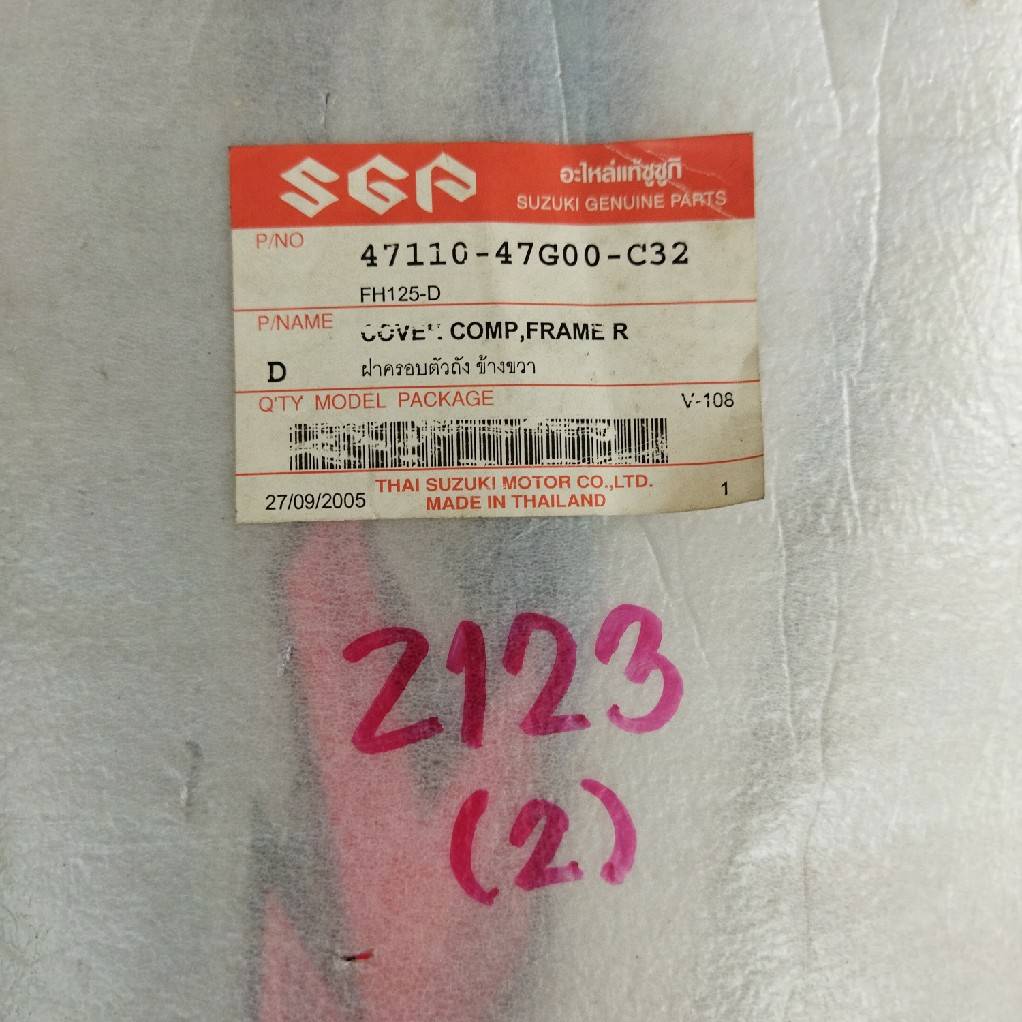 SGP
อะไหล่แท้ซูซูกิ
SUZUKI GENUINE PARTS
P/NO
47110-47G00-C32
FH125-D
P/NAME
COVER COMP,FRAME R
D
ฝาครอบตัวถัง ข้างขวา
Q'TY MODEL PACKAGE
V-108
THAI SUZUKI MOTOR CO.,LTD.
27/09/2005
MADE IN THAILAND
1
2123
(2)